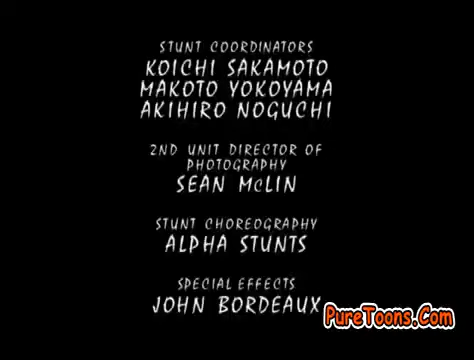 STUNT COORDINATORS
KOICHI SAKAMOTO
MAKOTO YOKOYAMA
AKIHIRO NOGUCHI
2ND UNIT DIRECTOR OF
PHOTOGRAPHY
SEAN McLIN
STUNT CHOREOGRAPHY
ALPHA STUNTS
SPECIAL EFFECTS
JOHN BORDEAUX
PureToons.Com